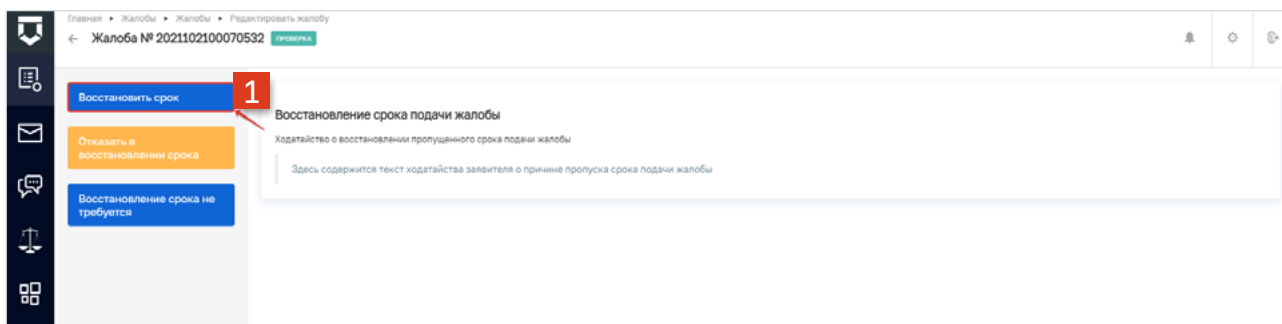 Главная ▸ Жалобы ▸ Жалобы ▸ Редактировать жалобу
← Жалоба № 2021102100070532 ПРОВЕРКА
Восстановить срок
1
Отказать в
восстановлении срока
Восстановление срока не
требуется
Восстановление срока подачи жалобы
Ходатайство о восстановлении пропущенного срока подачи жалобы
Здесь содержится текст ходатайства заявителя о причине пропуска срока подачи жалобы